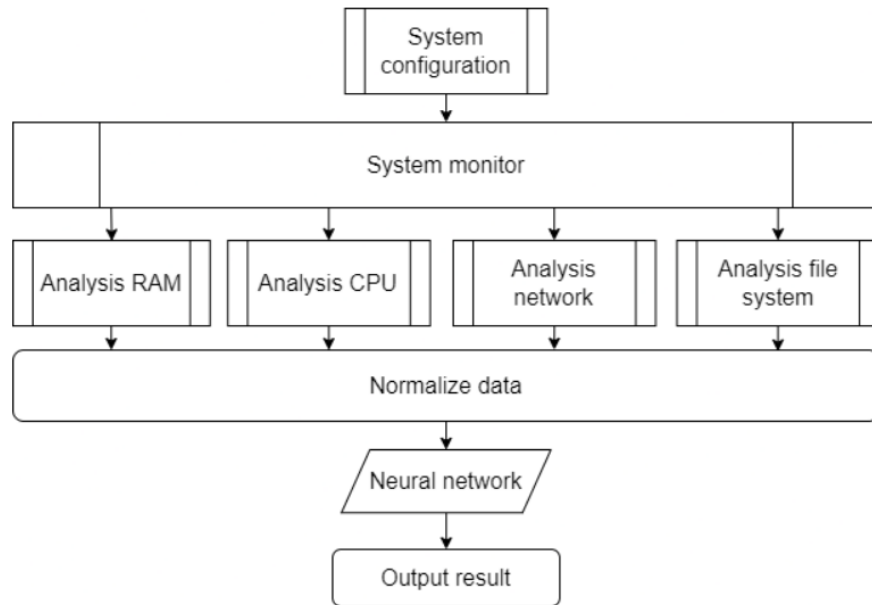 System
configuration
System monitor
Analysis RAM
Analysis CPU
Analysis
network
Analysis file
system
Normalize data
Neural network
Output result